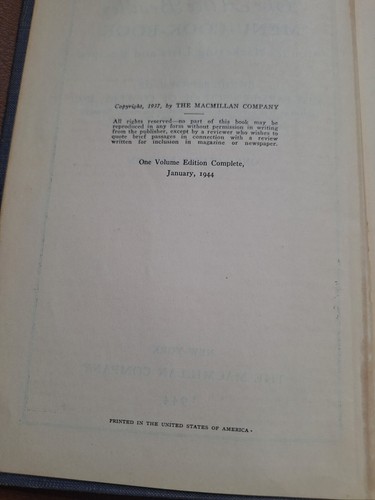 Copyright, 1937, by THE MACMILLAN COMPANY
All rights reserved—no part of this book may be
reproduced in any form without permission in writing
from the publisher, except by a reviewer who wishes to
quote brief passages in connection with a review
written for inclusion in magazine or newspaper.
One Volume Edition Complete,
January, 1944
PRINTED IN THE UNITED STATES OF AMERICA